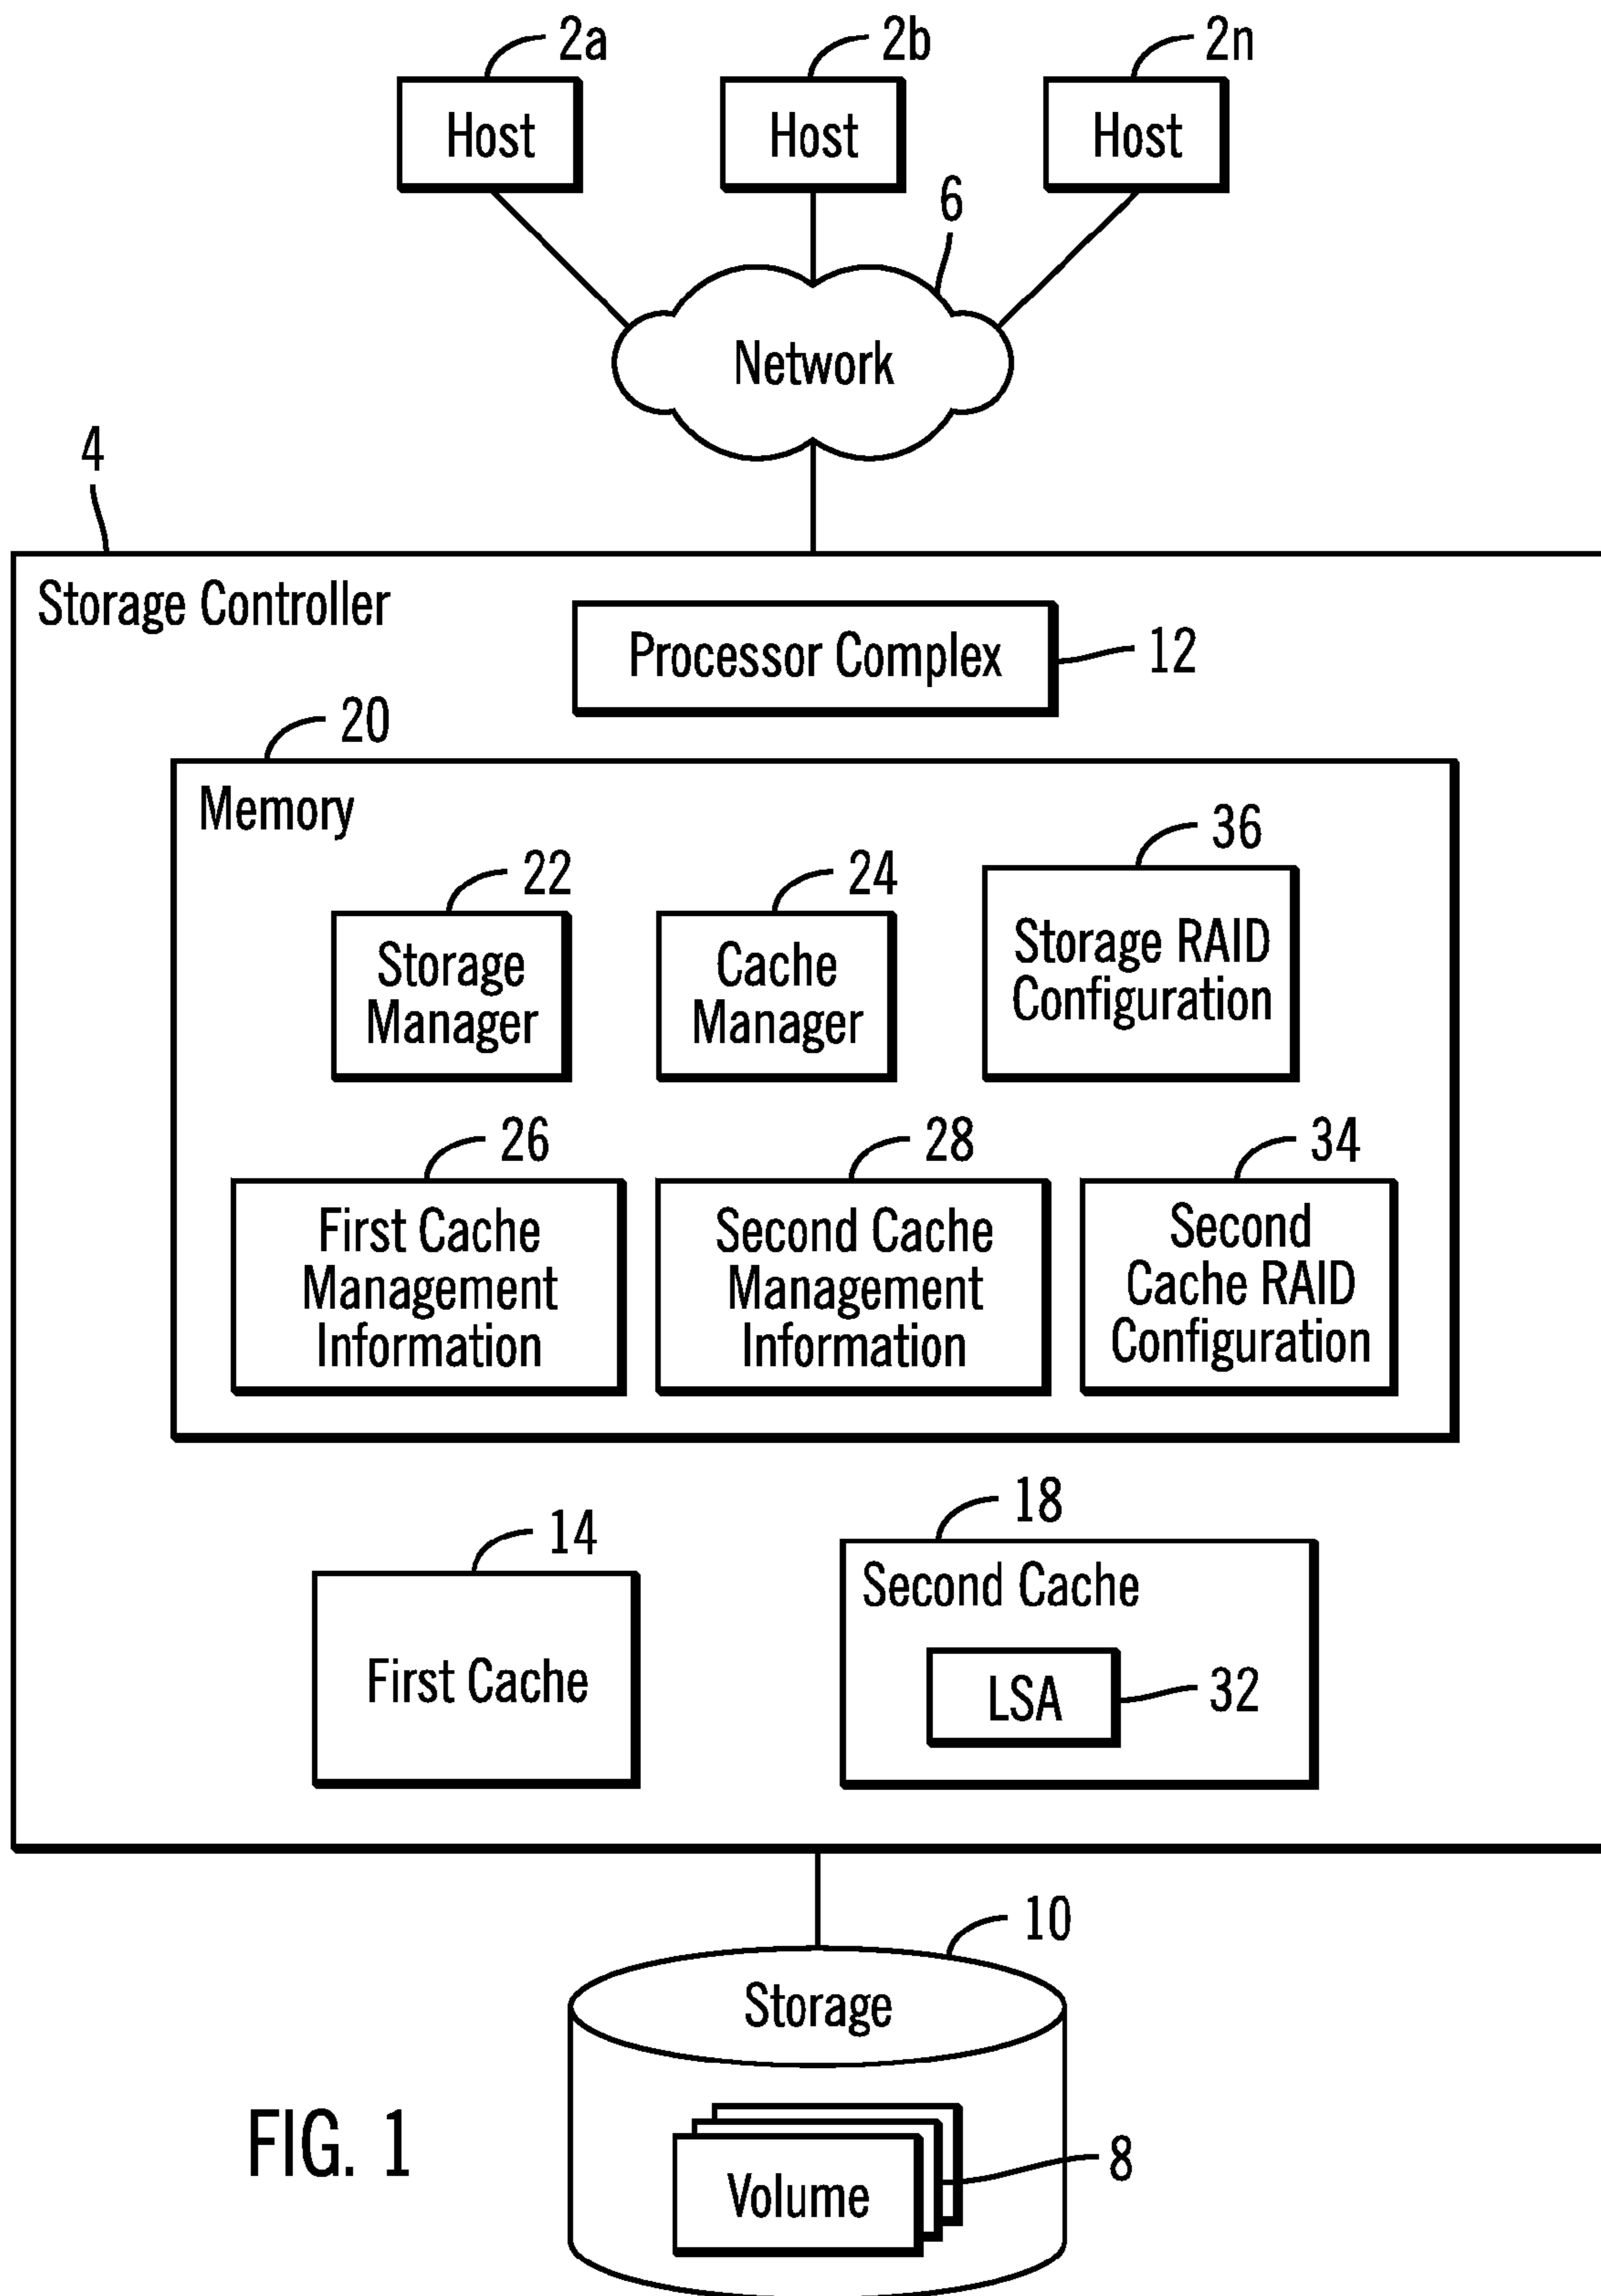 2a
2b
2n
Host
Host
Host
6
Network
4
Storage Controller
Processor Complex
12
20
Memory
22
24
36
Storage
Manager
Cache
Manager
Storage RAID
Configuration
26
28
34
First Cache
Management
Information
Second Cache
Management
Information
Second
Cache RAID
Configuration
14
18
First Cache
Second Cache
LSA
32
10
Storage
Volume
8
FIG. 1